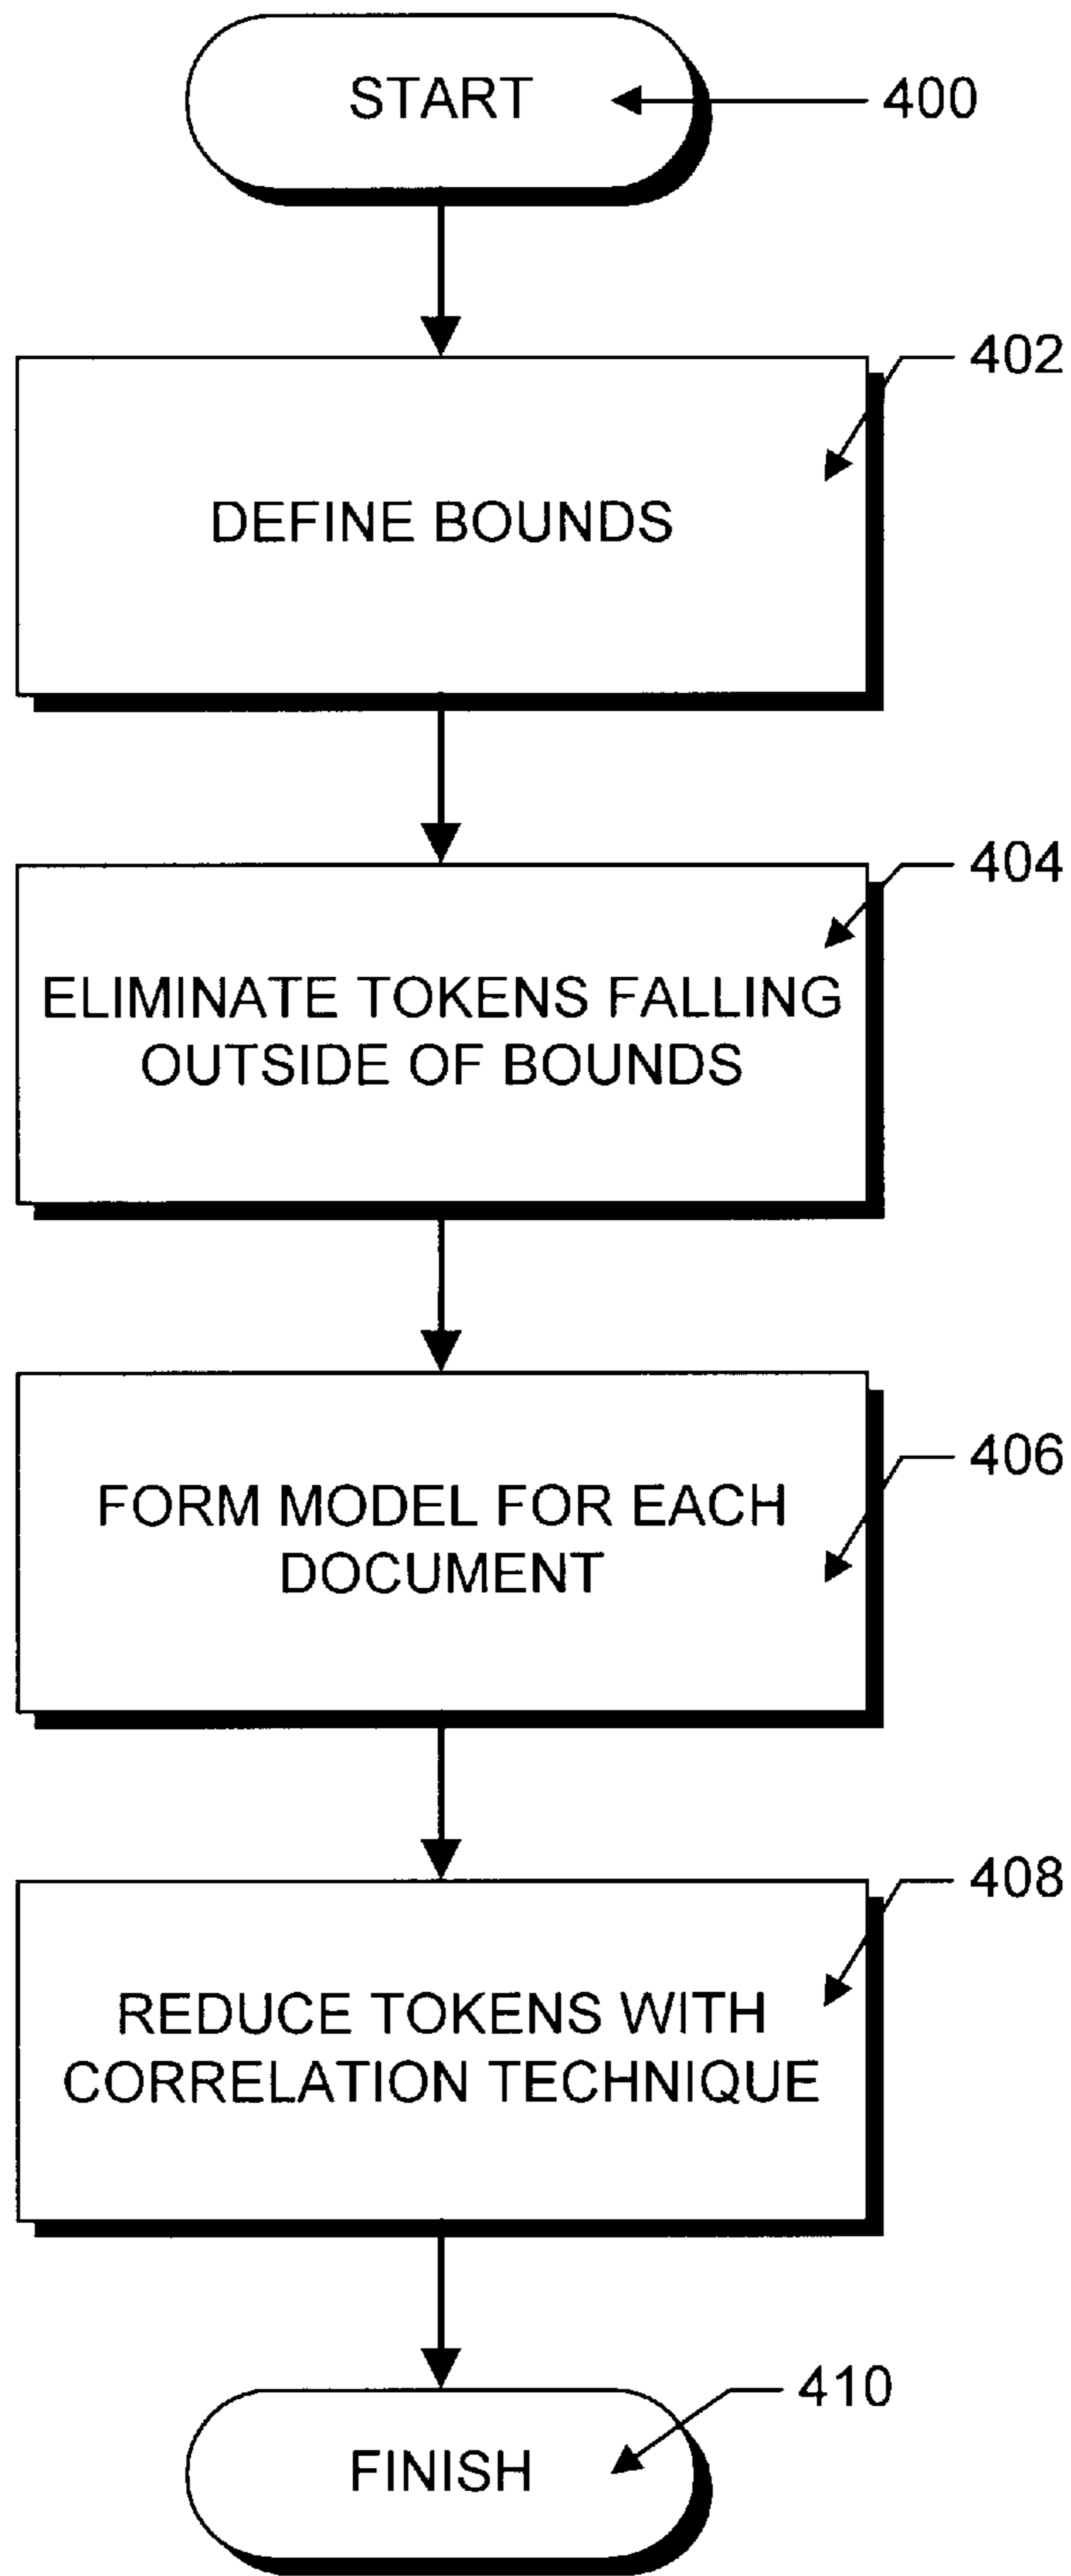 START
400
402
DEFINE BOUNDS
404
ELIMINATE TOKENS FALLING
OUTSIDE OF BOUNDS
406
FORM MODEL FOR EACH
DOCUMENT
408
REDUCE TOKENS WITH
CORRELATION TECHNIQUE
410
FINISH